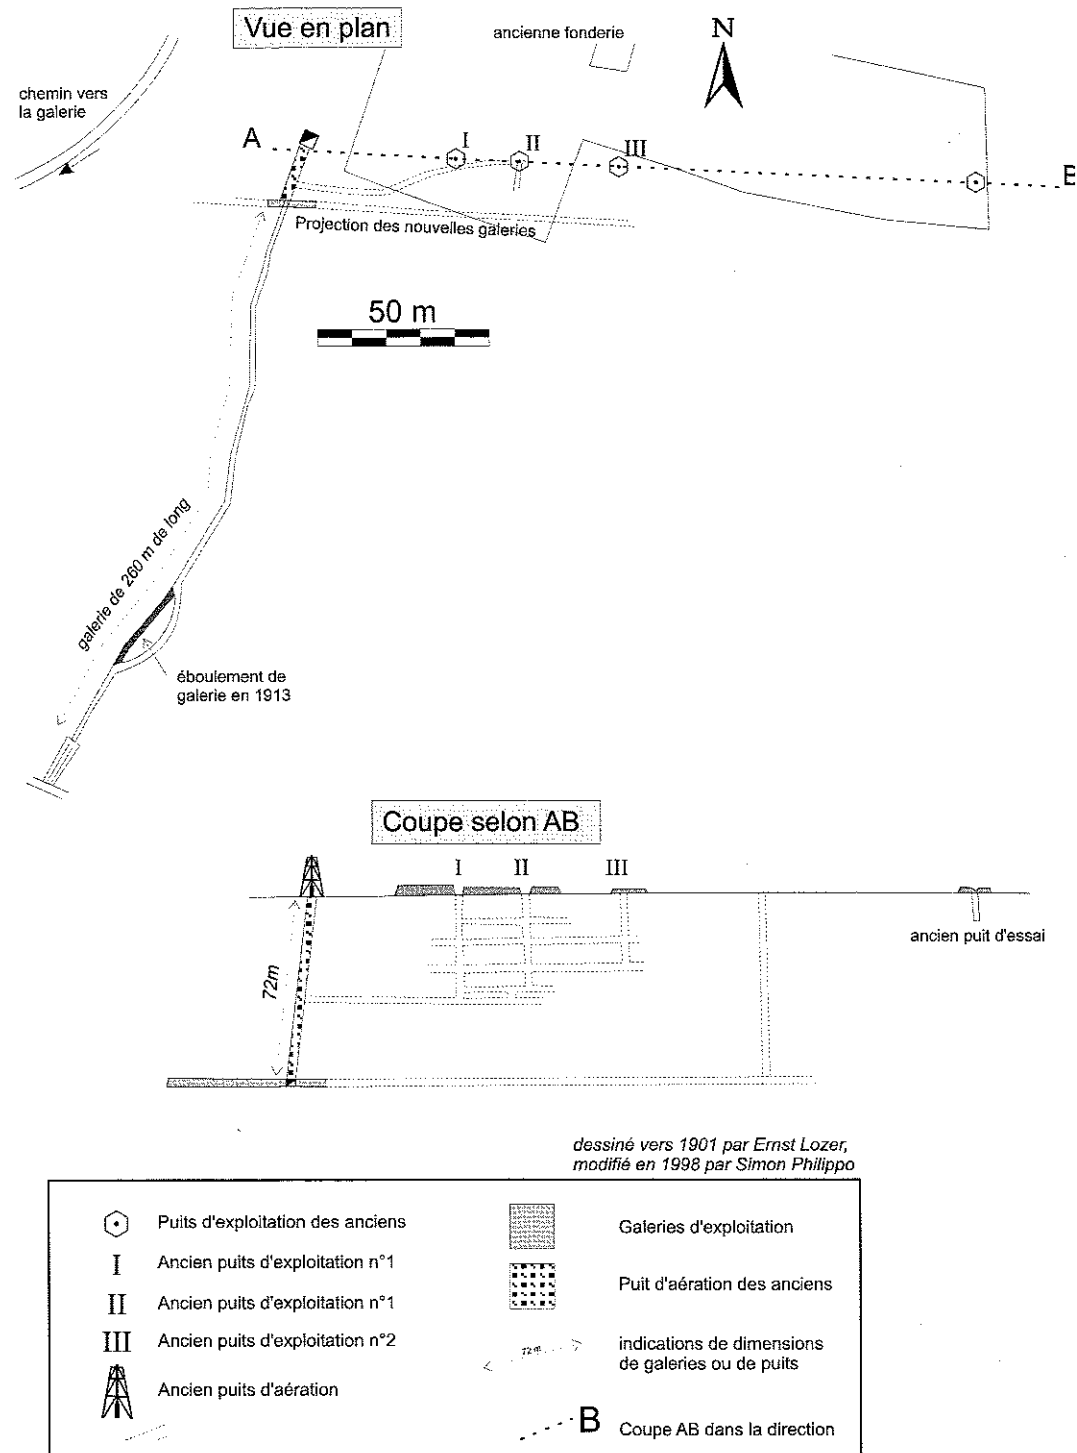 Vue en plan
ancienne fonderie
N
chemin vers
la galerie
A
I
II
III
B
Projection des nouvelles galeries
50 m
galerie de 260 m de long
éboulement de
galerie en 1913
Coupe selon AB
I
II
III
72m
ancien puit d'essai
dessiné vers 1901 par Ernst Lozer,
modifié en 1998 par Simon Philippo
Puits d'exploitation des anciens
I Ancien puits d'exploitation n°1
II Ancien puits d'exploitation n°1
III Ancien puits d'exploitation n°2
Ancien puits d'aération
Galeries d'exploitation
Puit d'aération des anciens
72m
indications de dimensions
de galeries ou de puits
B Coupe AB dans la direction